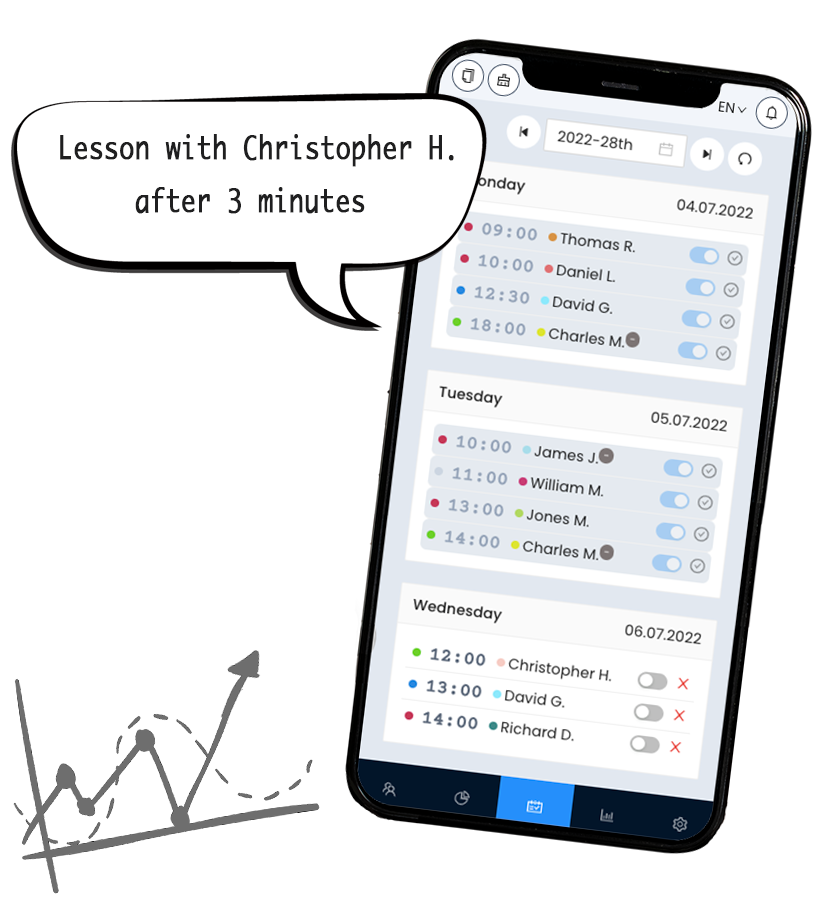 Lesson with Christopher H.
after 3 minutes
EN
2022-28th
onday
04.07.2022
09:00 Thomas R.
10:00 Daniel L.
12:30 David G.
18:00 Charles M.
Tuesday
05.07.2022
10:00 James J.
11:00 William M.
13:00 Jones M.
14:00 Charles M.
Wednesday
06.07.2022
12:00 Christopher H.
13:00 David G.
14:00 Richard D.